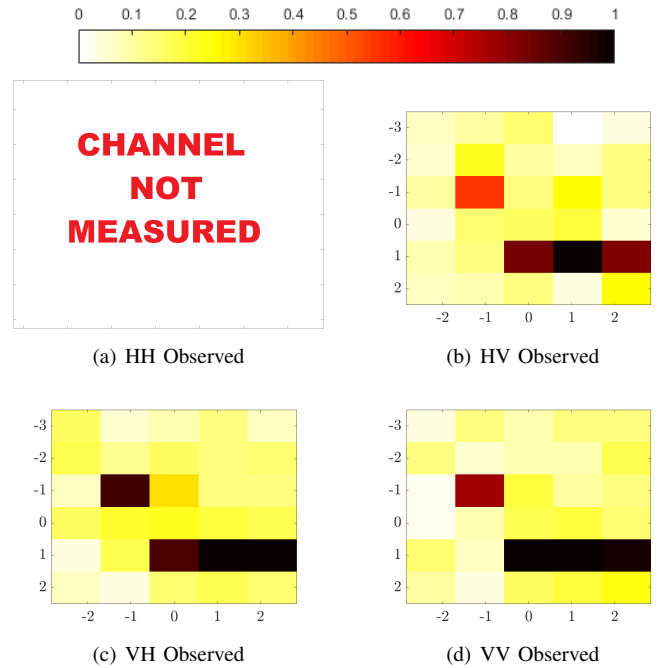 0 0.1 0.2 0.3 0.4 0.5 0.6 0.7 0.8 0.9 1
CHANNEL
NOT
MEASURED
(a) HH Observed
-3
-2
-1
0
1
2
-2 -1 0 1 2
(b) HV Observed
-3
-2
-1
0
1
2
-2 -1 0 1 2
(c) VH Observed
-3
-2
-1
0
1
2
-2 -1 0 1 2
(d) VV Observed